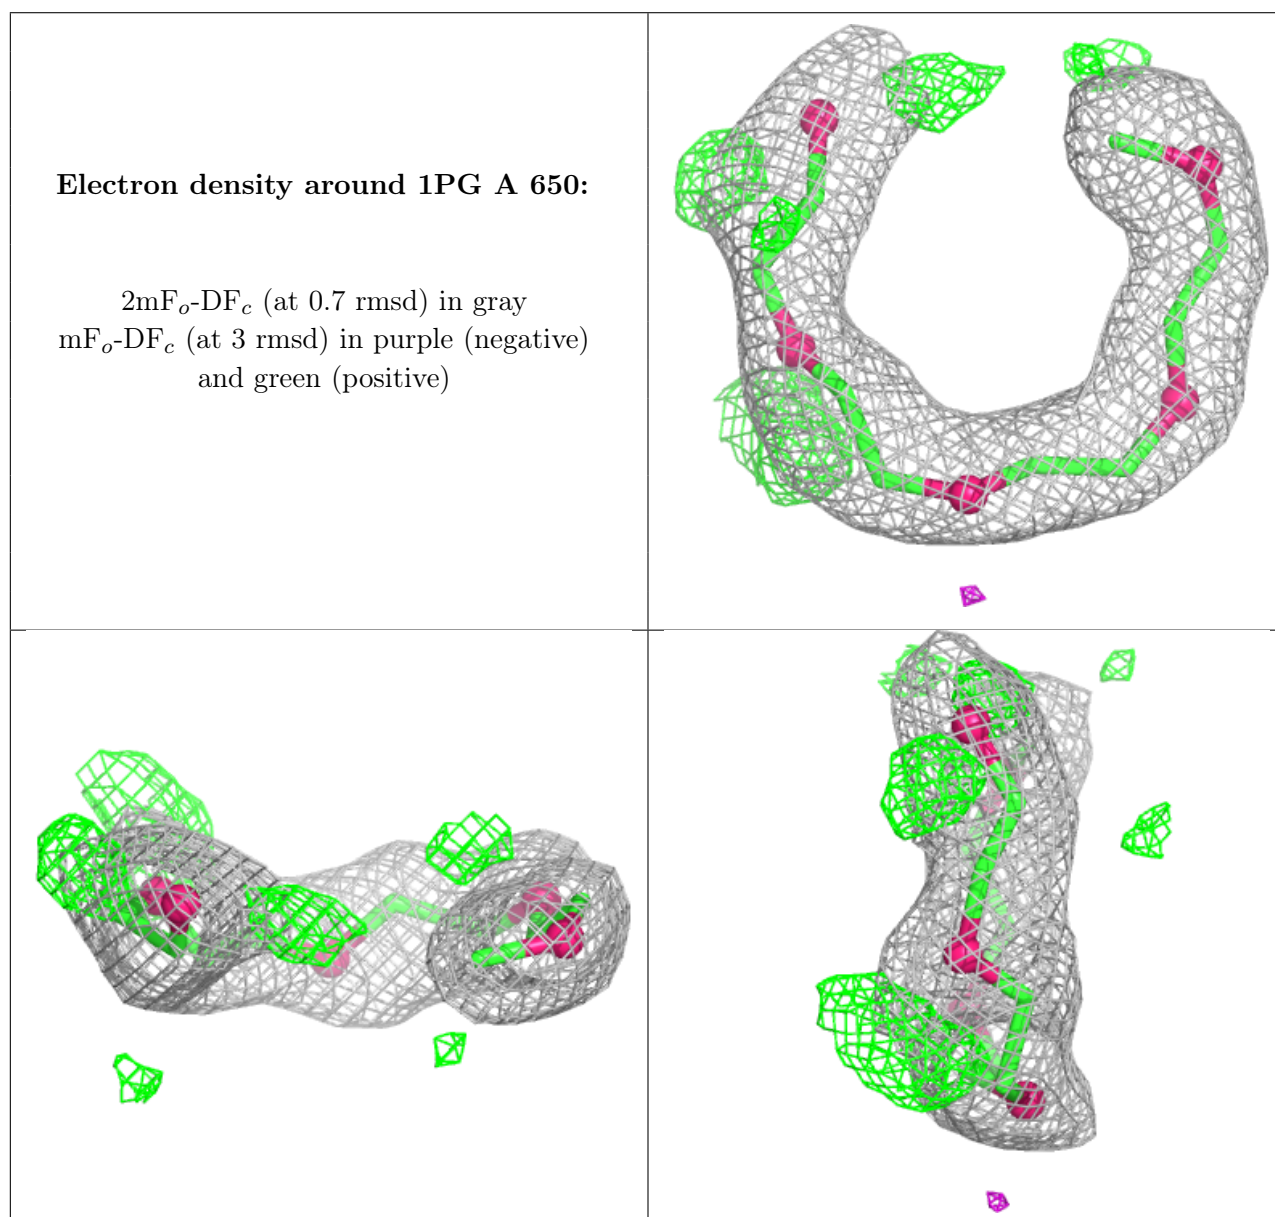 Electron density around 1PG A 650:
2mFo-DFc (at 0.7 rmsd) in gray
mFo-DFc (at 3 rmsd) in purple (negative)
and green (positive)